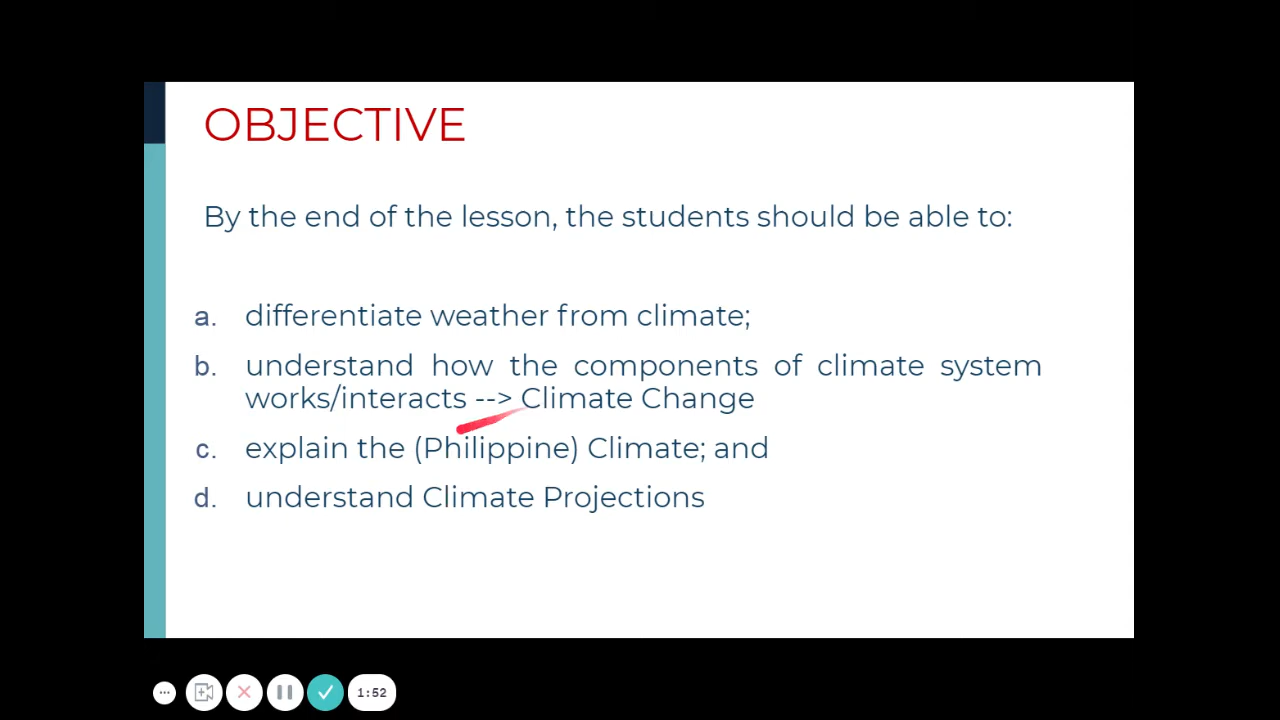 OBJECTIVE
By the end of the lesson, the students should be able to:
a. differentiate weather from climate;
b. understand how the components of climate system
works/interacts --> Climate Change
c. explain the (Philippine) Climate; and
d. understand Climate Projections
1:52